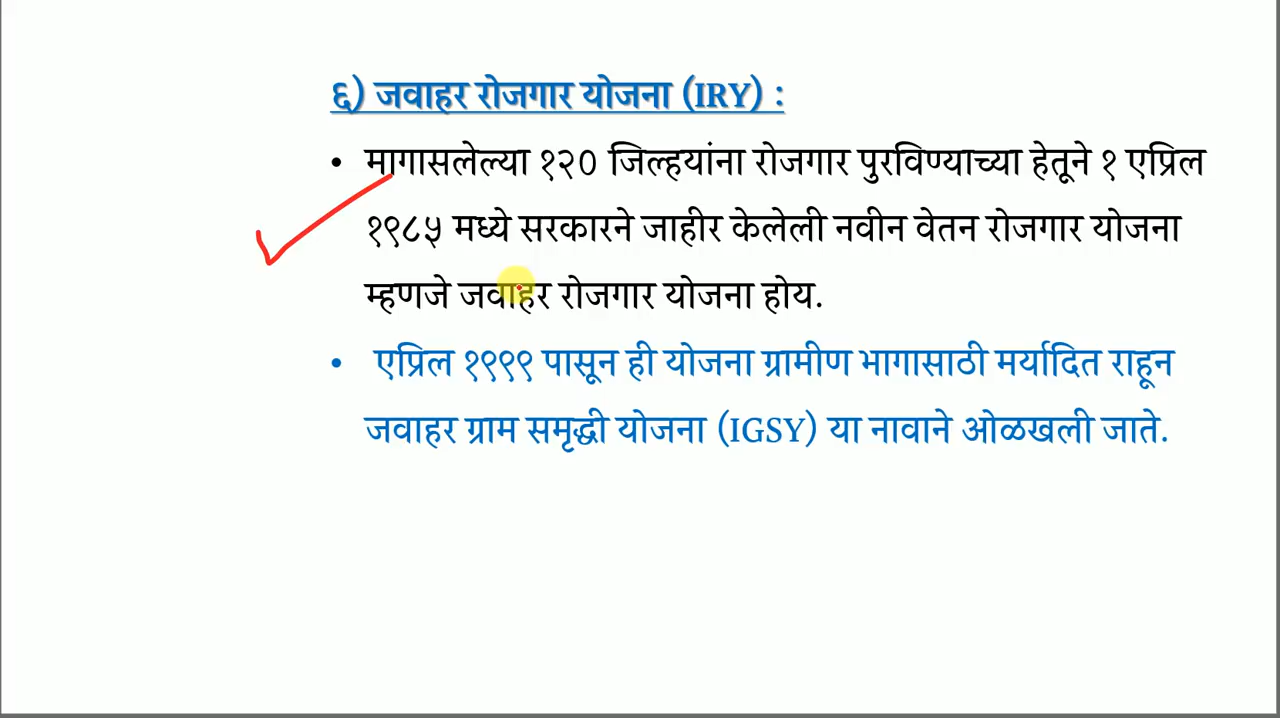 ६) जवाहर रोजगार योजना (IRY) :
• मागासलेल्या १२० जिल्हयांना रोजगार पुरविण्याच्या हेतूने १ एप्रिल
१९८५ मध्ये सरकारने जाहीर केलेली नवीन वेतन रोजगार योजना
म्हणजे जवाहर रोजगार योजना होय.
• एप्रिल १९९९ पासून ही योजना ग्रामीण भागासाठी मर्यादित राहून
जवाहर ग्राम समृद्धी योजना (IGSY) या नावाने ओळखली जाते.